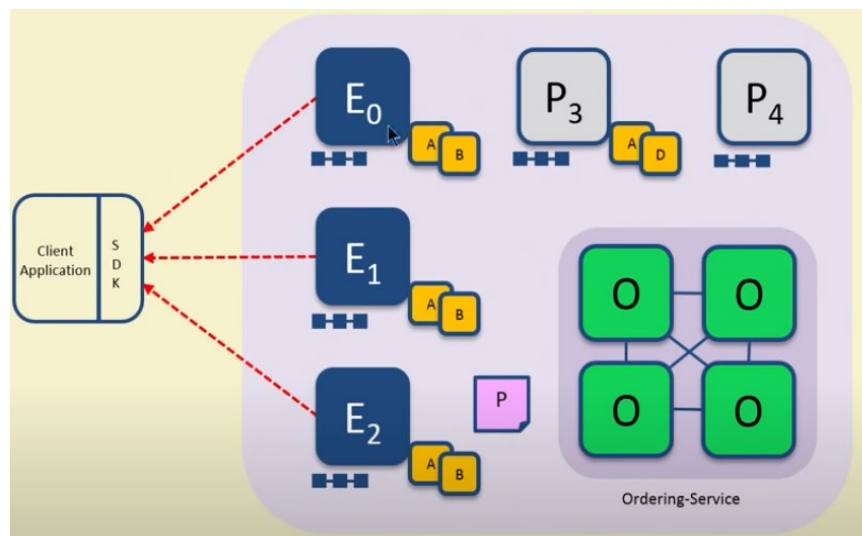 E0
A
B
P3
A
D
P4
Client
Application
S
D
K
E1
A
B
E2
A
B
P
O
O
O
O
Ordering-Service